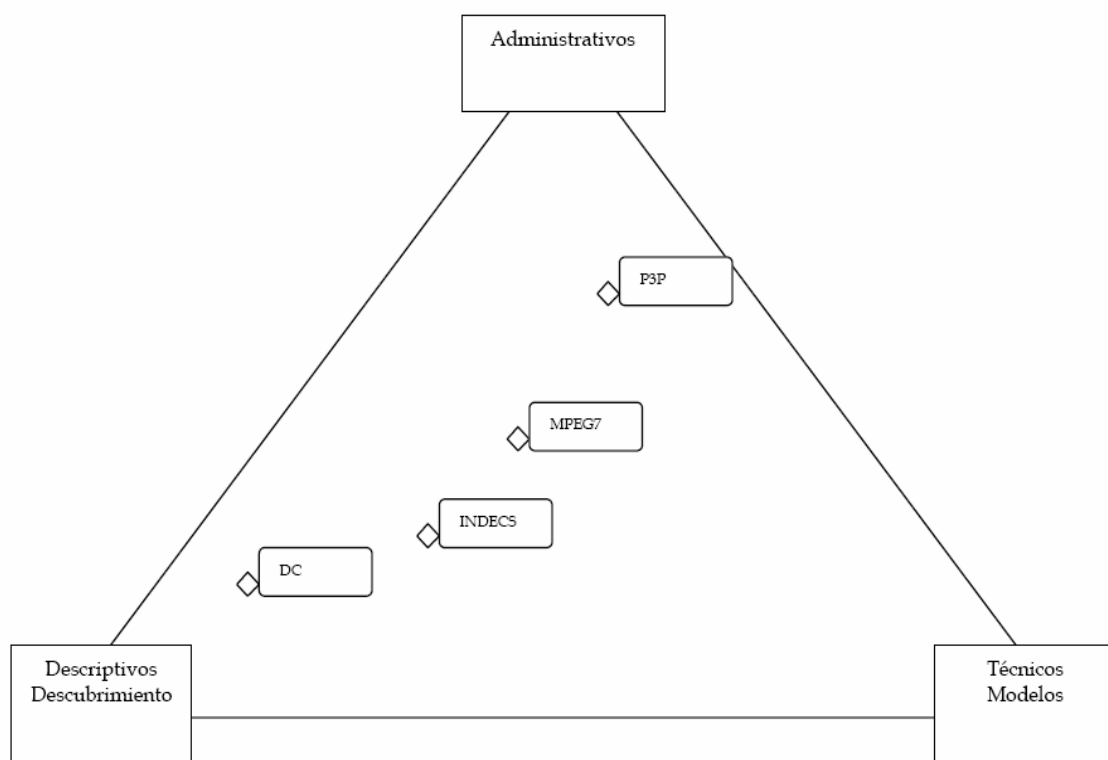 Administrativos
P3P
MPEG7
INDECS
DC
Descriptivos
Descubrimiento
Técnicos
Modelos